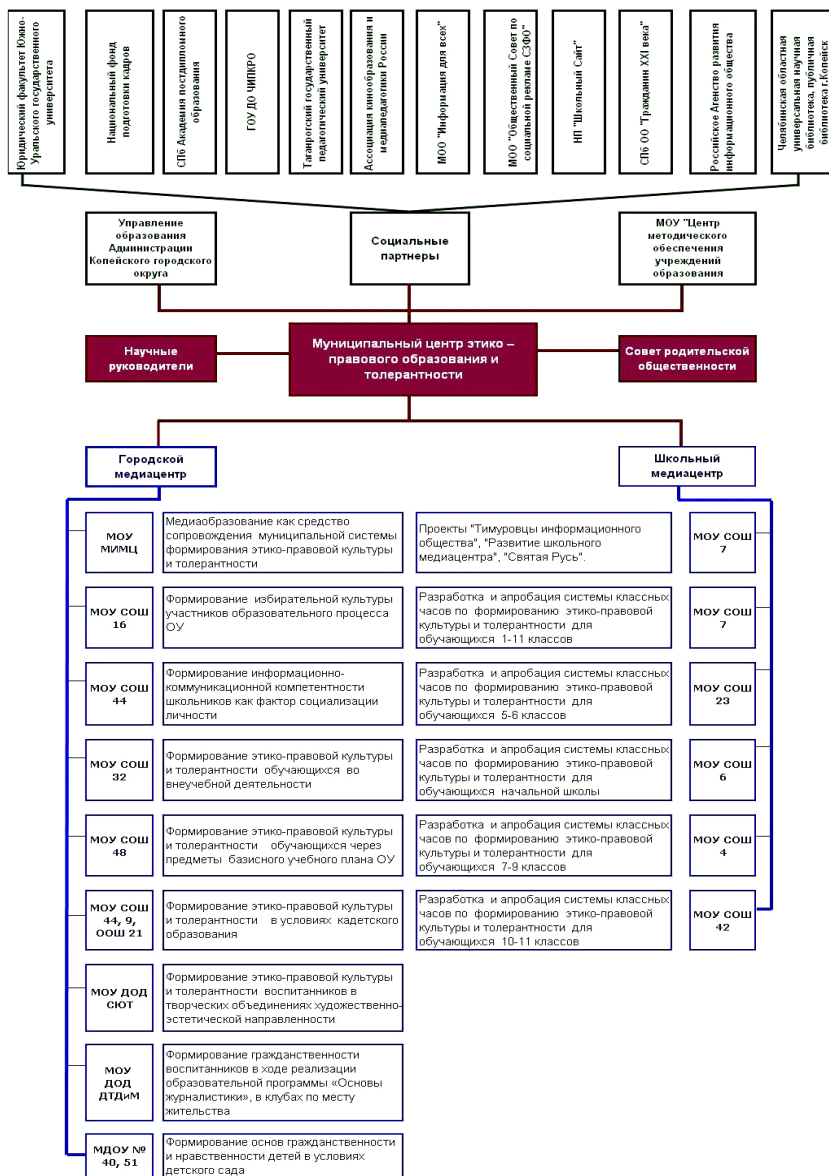 Юридический факультет Южно-
Уральского государственного
университета
Национальный фонд
подготовки кадров
СПб Академия постдипломного
образования
ГОУ ДО ЧИПКРО
Таганрогский государственный
педагогический университет
Ассоциация кинообразования и
медиапедагогики России
МОО "Информация для всех"
МОО "Общественный Совет по
социальной рекламе СЗФО"
НП "Школьный Сайт"
СПб ОО "Гражданин XXI века"
Российское Агенство развития
информационного общества
Челябинская областная
универсальная научная
библиотека, публичная
библиотека г.Копейск
Управление
образования
Администрации
Копейского городского
округа
Социальные
партнеры
МОУ "Центр
методического
обеспечения
учреждений
образования
Научные
руководители
Муниципальный центр этико –
правового образования и
толерантности
Совет родительской
общественности
Городской
медиацентр
Школьный
медиацентр
МОУ
МИМЦ
Медиаобразование как средство
сопровождения муниципальной системы
формирования этико-правовой культуры
и толерантности
Проекты "Тимуровцы информационного
общества", "Развитие школьного
медиацентра", "Святая Русь".
МОУ СОШ
7
МОУ СОШ
16
Формирование избирательной культуры
участников образовательного процесса
ОУ
Разработка и апробация системы классных
часов по формированию этико-правовой
культуры и толерантности для
обучающихся 1-11 классов
МОУ СОШ
7
МОУ СОШ
44
Формирование информационно-
коммуникационной компетентности
школьников как фактор социализации
личности
Разработка и апробация системы классных
часов по формированию этико-правовой
культуры и толерантности для
обучающихся 5-6 классов
МОУ СОШ
23
МОУ СОШ
32
Формирование этико-правовой культуры
и толерантности обучающихся во
внеучебной деятельности
Разработка и апробация системы классных
часов по формированию этико-правовой
культуры и толерантности для
обучающихся начальной школы
МОУ СОШ
6
МОУ СОШ
48
Формирование этико-правовой культуры
и толерантности обучающихся через
предметы базисного учебного плана ОУ
Разработка и апробация системы классных
часов по формированию этико-правовой
культуры и толерантности для
обучающихся 7-9 классов
МОУ СОШ
4
МОУ СОШ
44, 9,
ООШ 21
Формирование этико-правовой культуры
и толерантности в условиях кадетского
образования
Разработка и апробация системы классных
часов по формированию этико-правовой
культуры и толерантности для
обучающихся 10-11 классов
МОУ СОШ
42
МОУ ДОД
СЮТ
Формирование этико-правовой культуры
и толерантности воспитанников в
творческих объединениях художественно-
эстетической направленности
МОУ
ДОД
ДТДиМ
Формирование гражданственности
воспитанников в ходе реализации
образовательной программы «Основы
журналистики», в клубах по месту
жительства
МДОУ №
40, 51
Формирование основ гражданственности
и нравственности детей в условиях
детского сада